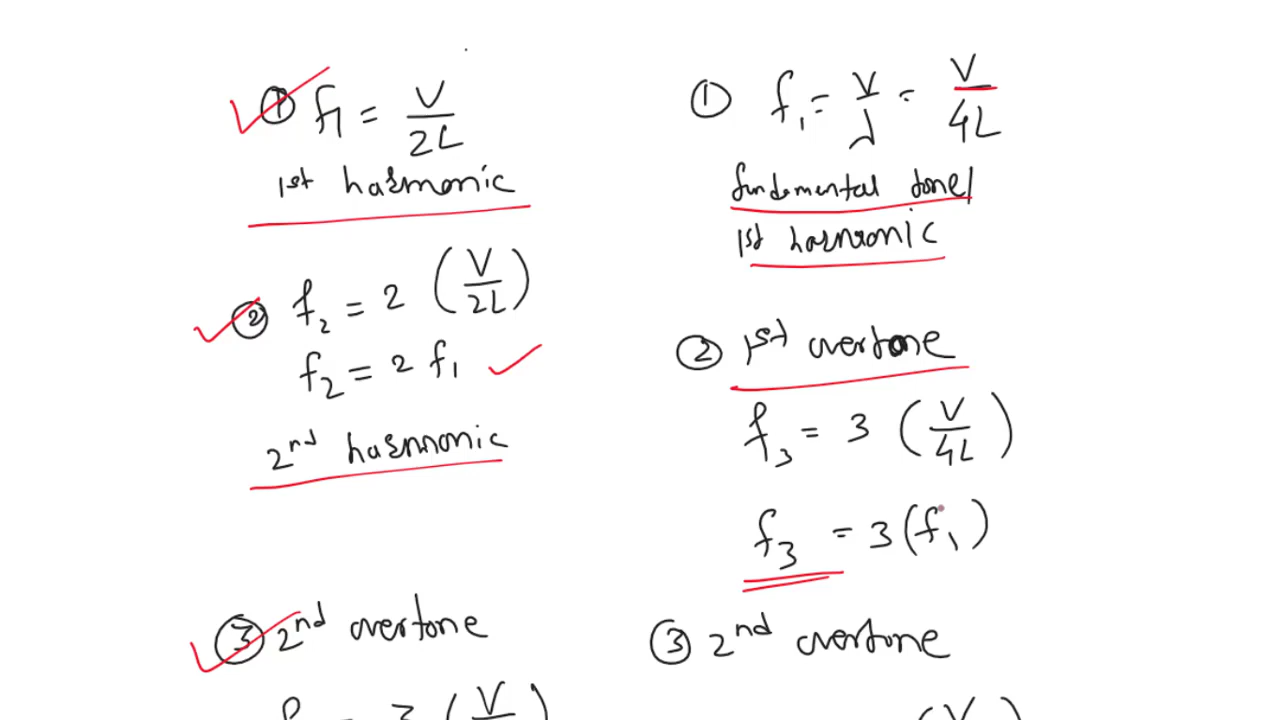 ① f1 = V/2L
1st harmonic
② f2 = 2 (V/2L)
f2 = 2 f1
2nd harmonic
③ 2nd overtone
= 3 (V
① f1 = V/λ = V/4L
fundamental tone/
1st harmonic
② 1st overtone
f3 = 3 (V/4L)
f3 = 3 (f1)
③ 2nd overtone
(V)